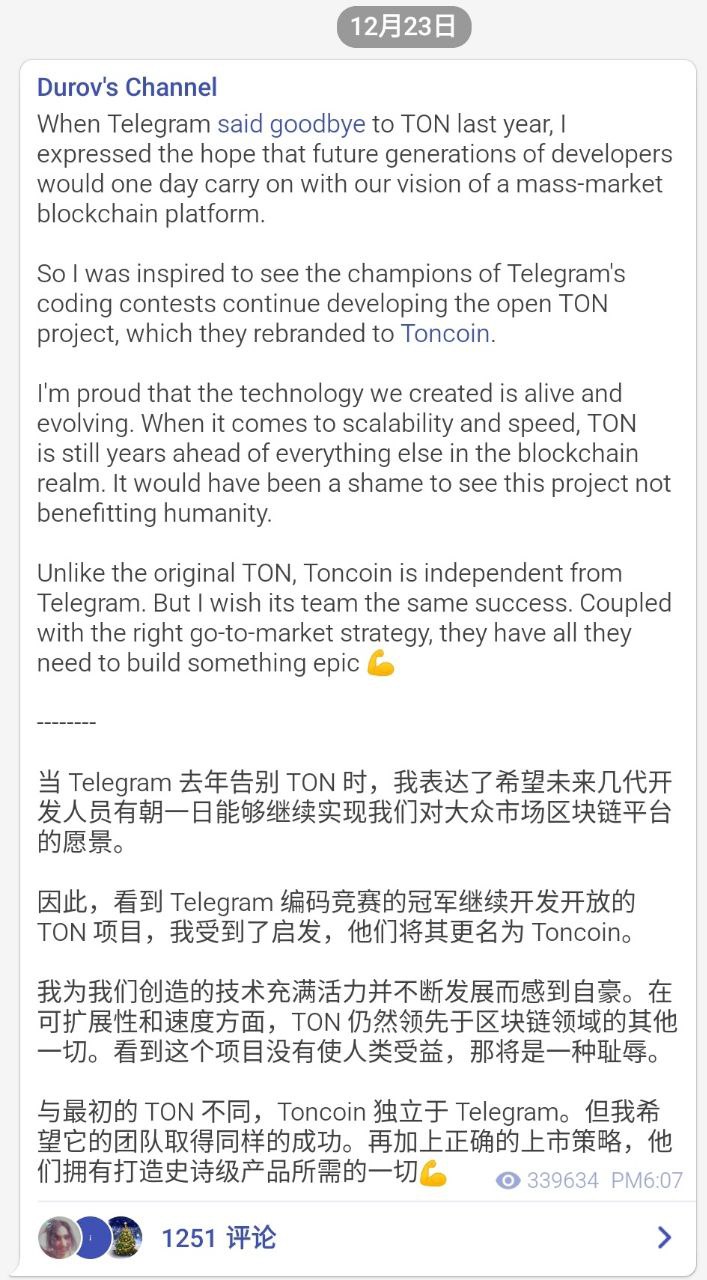 12月23日
Durov's Channel
When Telegram said goodbye to TON last year, I
expressed the hope that future generations of developers
would one day carry on with our vision of a mass-market
blockchain platform.
So I was inspired to see the champions of Telegram's
coding contests continue developing the open TON
project, which they rebranded to Toncoin.
I'm proud that the technology we created is alive and
evolving. When it comes to scalability and speed, TON
is still years ahead of everything else in the blockchain
realm. It would have been a shame to see this project not
benefitting humanity.
Unlike the original TON, Toncoin is independent from
Telegram. But I wish its team the same success. Coupled
with the right go-to-market strategy, they have all they
need to build something epic 💪
--------
当 Telegram 去年告别 TON 时，我表达了希望未来几代开
发人员有朝一日能够继续实现我们对大众市场区块链平台
的愿景。
因此，看到 Telegram 编码竞赛的冠军继续开发开放的
TON 项目，我受到了启发，他们将其更名为 Toncoin。
我为我们创造的技术充满活力并不断发展而感到自豪。在
可扩展性和速度方面，TON 仍然领先于区块链领域的其他
一切。看到这个项目没有使人类受益，那将是一种耻辱。
与最初的 TON 不同，Toncoin 独立于 Telegram。但我希
望它的团队取得同样的成功。再加上正确的上市策略，他
们拥有打造史诗级产品所需的一切💪
339634 PM6:07
1251 评论